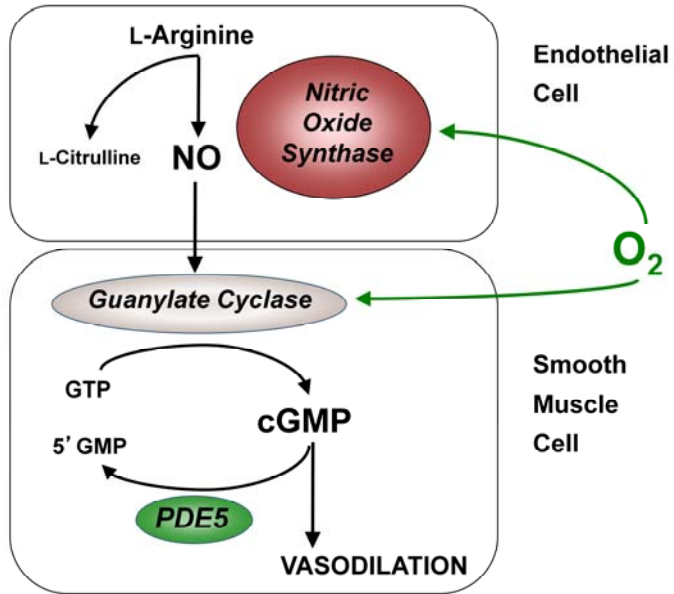 L-Arginine
Endothelial
Cell
Nitric
Oxide
Synthase
L-Citrulline
NO
O2
Guanylate Cyclase
Smooth
Muscle
Cell
GTP
cGMP
5' GMP
PDE5
VASODILATION